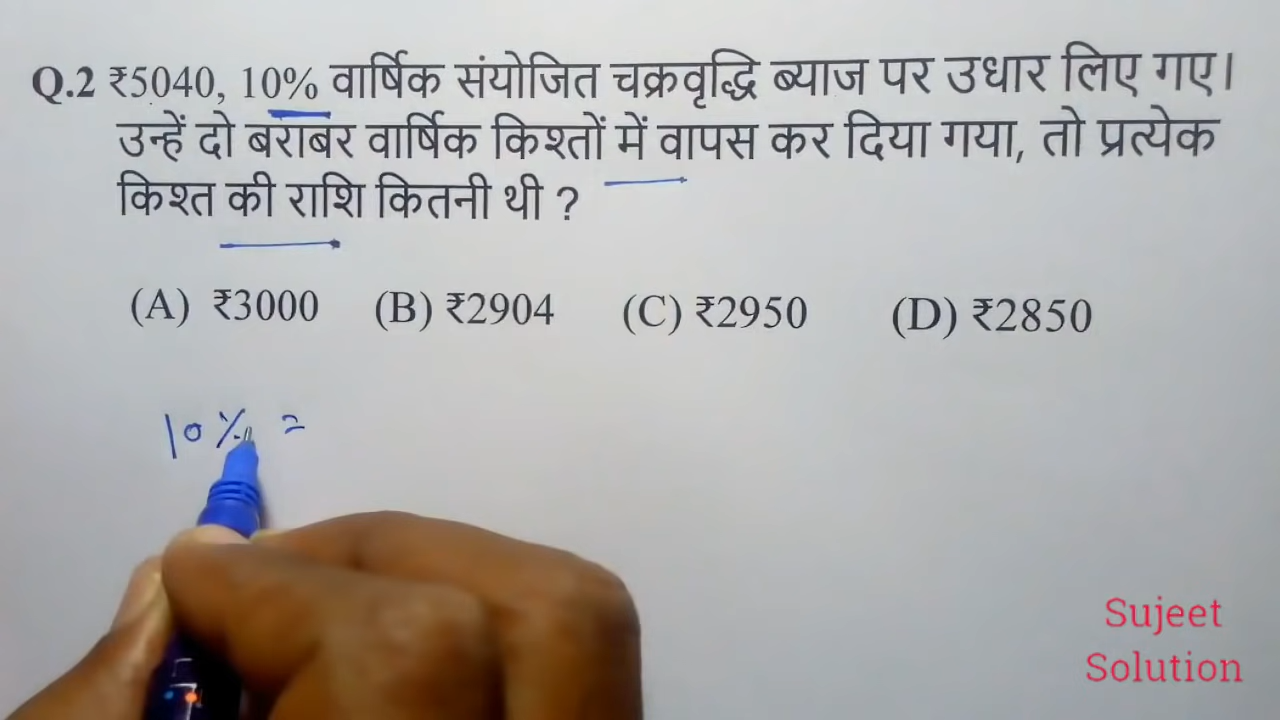 Q.2 ₹5040, 10% वार्षिक संयोजित चक्रवृद्धि ब्याज पर उधार लिए गए।
उन्हें दो बराबर वार्षिक किश्तों में वापस कर दिया गया, तो प्रत्येक
किश्त की राशि कितनी थी ?
(A) ₹3000 (B) ₹2904 (C) ₹2950 (D) ₹2850
10% =
Sujeet
Solution